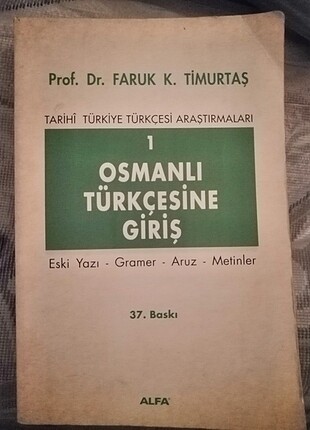 Prof. Dr. FARUK K. TİMURTAŞ
TARİHÎ TÜRKİYE TÜRKÇESİ ARAŞTIRMALARI
1
OSMANLI
TÜRKÇESİNE
GİRİŞ
Eski Yazı - Gramer - Aruz - Metinler
37. Baskı
ALFA